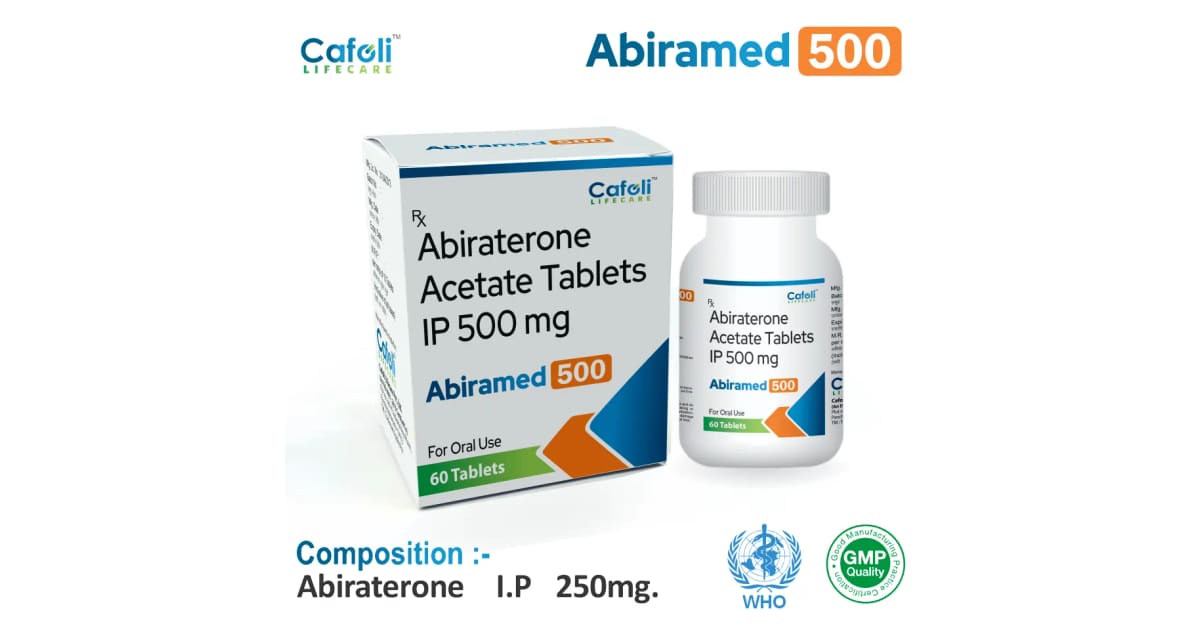 Cafoli™
LIFECARE
Abiramed 500
Abiramed 500
Cafoli™
LIFECARE
Rx
Abiraterone
Acetate Tablets
IP 500 mg
Abiramed 500
For Oral Use
60 Tablets
Cafoli
Cafoli
LIFECARE
Rx
Abiraterone
Acetate Tablets
IP 500 mg
Abiramed 500
For Oral Use
60 Tablets
Composition :-
Abiraterone I.P 250mg.
WHO
Good Manufacturing
Practice Certification
GMP
Quality